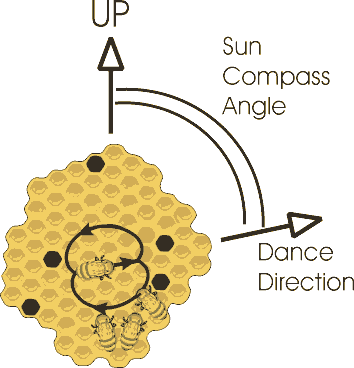 UP
Sun
Compass
Angle
Dance
Direction